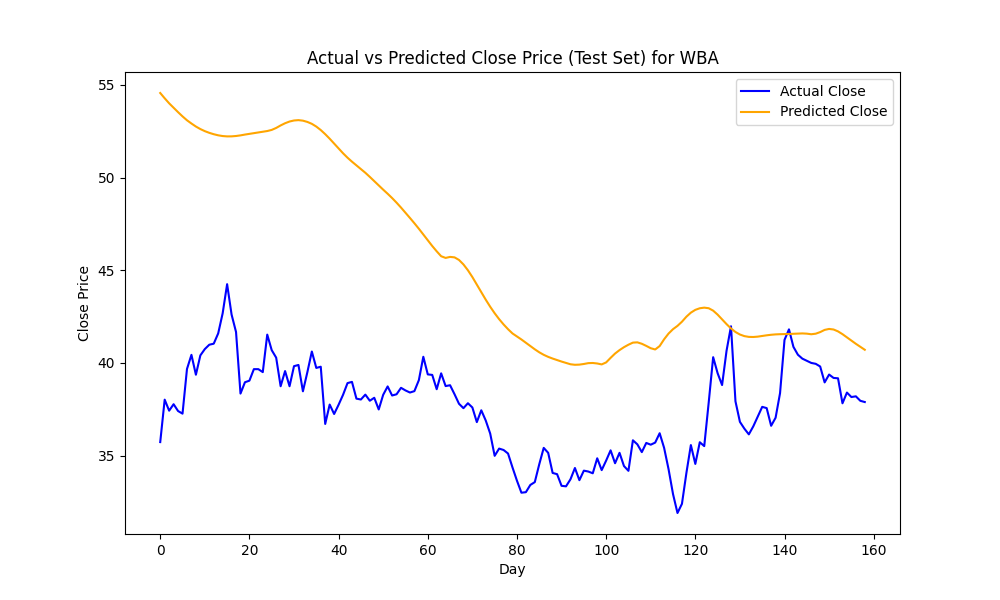 Actual vs Predicted Close Price (Test Set) for WBA
Actual Close
Predicted Close
Close Price
55
50
45
40
35
0 20 40 60 80 100 120 140 160
Day